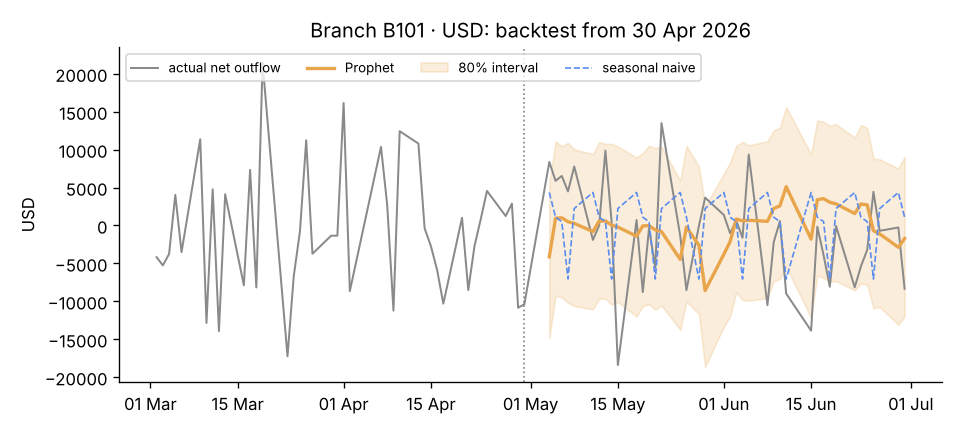 Branch B101 · USD: backtest from 30 Apr 2026
actual net outflow
Prophet
80% interval
seasonal naive
USD
20000
15000
10000
5000
0
−5000
−10000
−15000
−20000
01 Mar
15 Mar
01 Apr
15 Apr
01 May
15 May
01 Jun
15 Jun
01 Jul